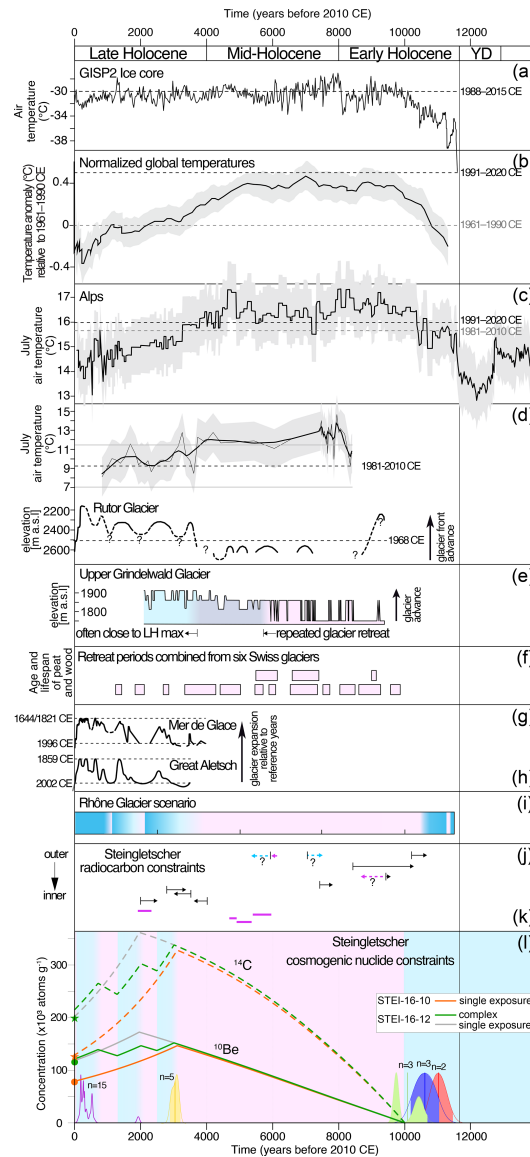 Time (years before 2010 CE)
0 2000 4000 6000 8000 10000 12000
Late Holocene Mid-Holocene Early Holocene YD
(a)
GISP2 Ice core
Air temperature (°C)
-30
-34
-38
1988–2015 CE
(b)
Normalized global temperatures
Temperature anomaly (°C) relative to 1961–1990 CE
0.4
0
-0.4
1991–2020 CE
1961–1990 CE
(c)
Alps
July air temperature (°C)
17
16
15
14
13
1991–2020 CE
1981–2010 CE
(d)
July air temperature (°C)
15
13
11
9
7
1981-2010 CE
Rutor Glacier
elevation [m a.s.l]
2200
2400
2600
? ? ? ? ?
1968 CE
glacier front advance
(e)
Upper Grindelwald Glacier
elevation [m a.s.l]
1900
1800
glacier advance
often close to LH max
repeated glacier retreat
(f)
Retreat periods combined from six Swiss glaciers
Age and lifespan of peat and wood
(g)
1644/1821 CE
Mer de Glace
1996 CE
glacier expansion relative to reference years
1859 CE
Great Aletsch
2002 CE
(h)
Rhône Glacier scenario
(i)
outer
inner
Steingletscher
radiocarbon constraints
(j)
? ? ?
(k)
(l)
Steingletscher
cosmogenic nuclide constraints
Concentration (x10³ atoms g⁻¹)
300
200
100
0
¹⁴C
¹⁰Be
STEI-16-10 single exposure
STEI-16-12 complex
single exposure
n=15
n=5
n=3
n=3
n=2
0 2000 4000 6000 8000 10000 12000
Time (years before 2010 CE)